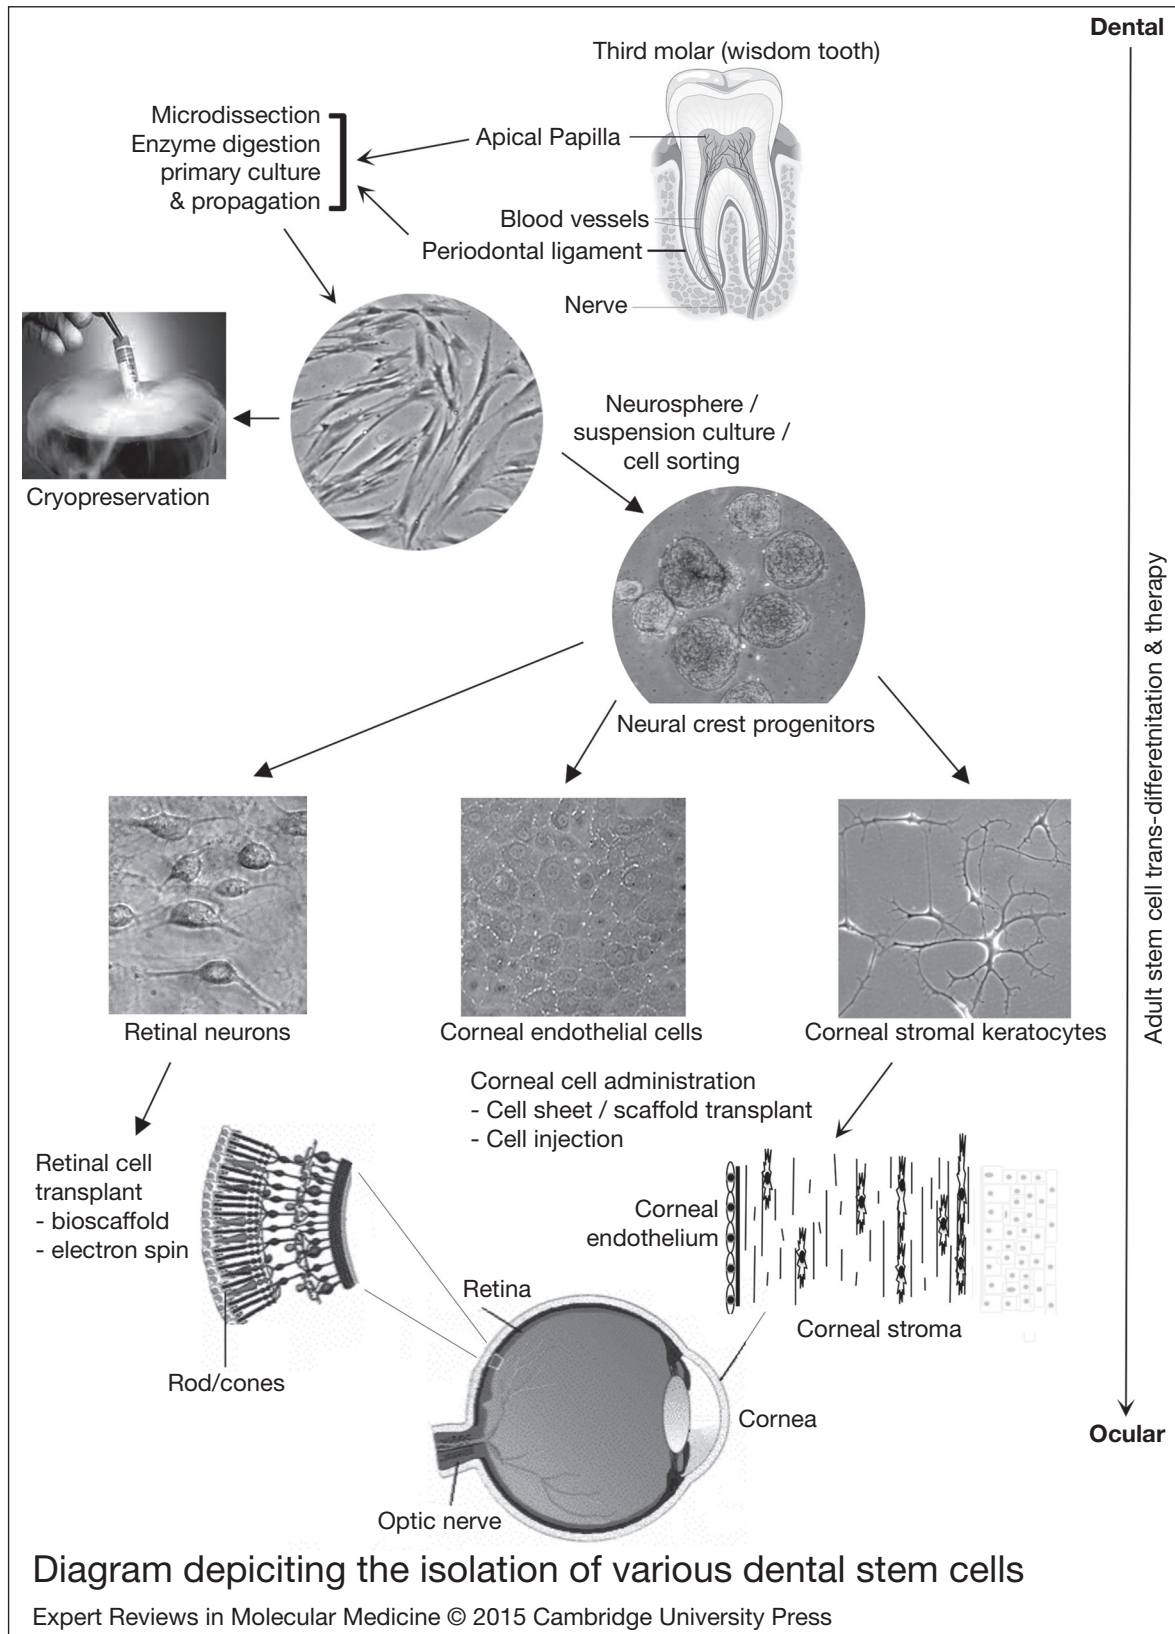 Dental
Third molar (wisdom tooth)
Microdissection
Enzyme digestion
primary culture
& propagation
Apical Papilla
Blood vessels
Periodontal ligament
Nerve
Cryopreservation
Neurosphere /
suspension culture /
cell sorting
Neural crest progenitors
Adult stem cell trans-differetnitation & therapy
Retinal neurons
Corneal endothelial cells
Corneal stromal keratocytes
Corneal cell administration
- Cell sheet / scaffold transplant
- Cell injection
Retinal cell
transplant
- bioscaffold
- electron spin
Corneal
endothelium
Corneal stroma
Retina
Rod/cones
Cornea
Optic nerve
Ocular
Diagram depiciting the isolation of various dental stem cells
Expert Reviews in Molecular Medicine © 2015 Cambridge University Press